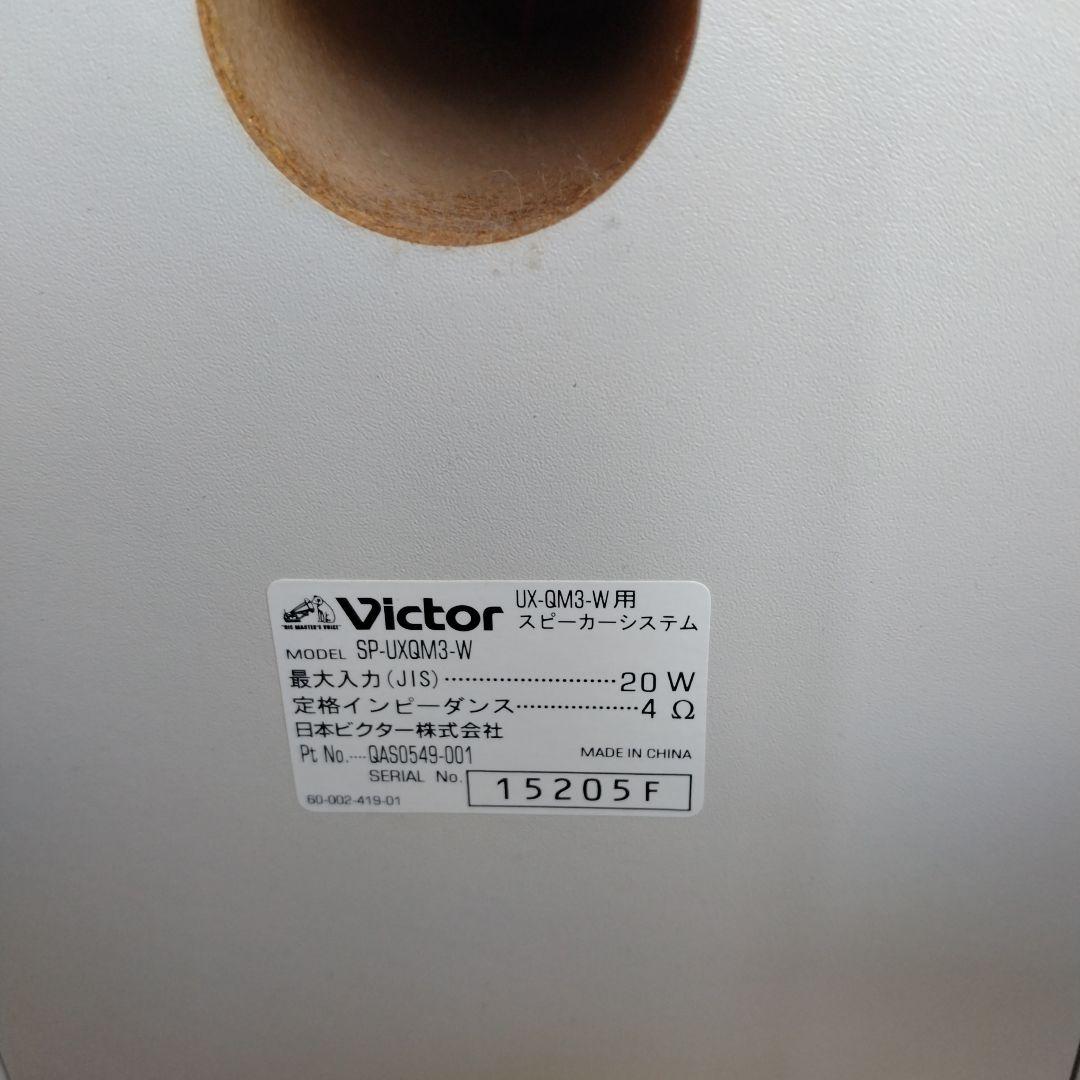 "HIS MASTER'S VOICE"
Victor
UX-QM3-W用
スピーカーシステム
MODEL SP-UXQM3-W
最大入力(JIS)·························20 W
定格インピーダンス··················4 Ω
日本ビクター株式会社
Pt No.····QAS0549-001
MADE IN CHINA
SERIAL No. 15205F
60-002-419-01